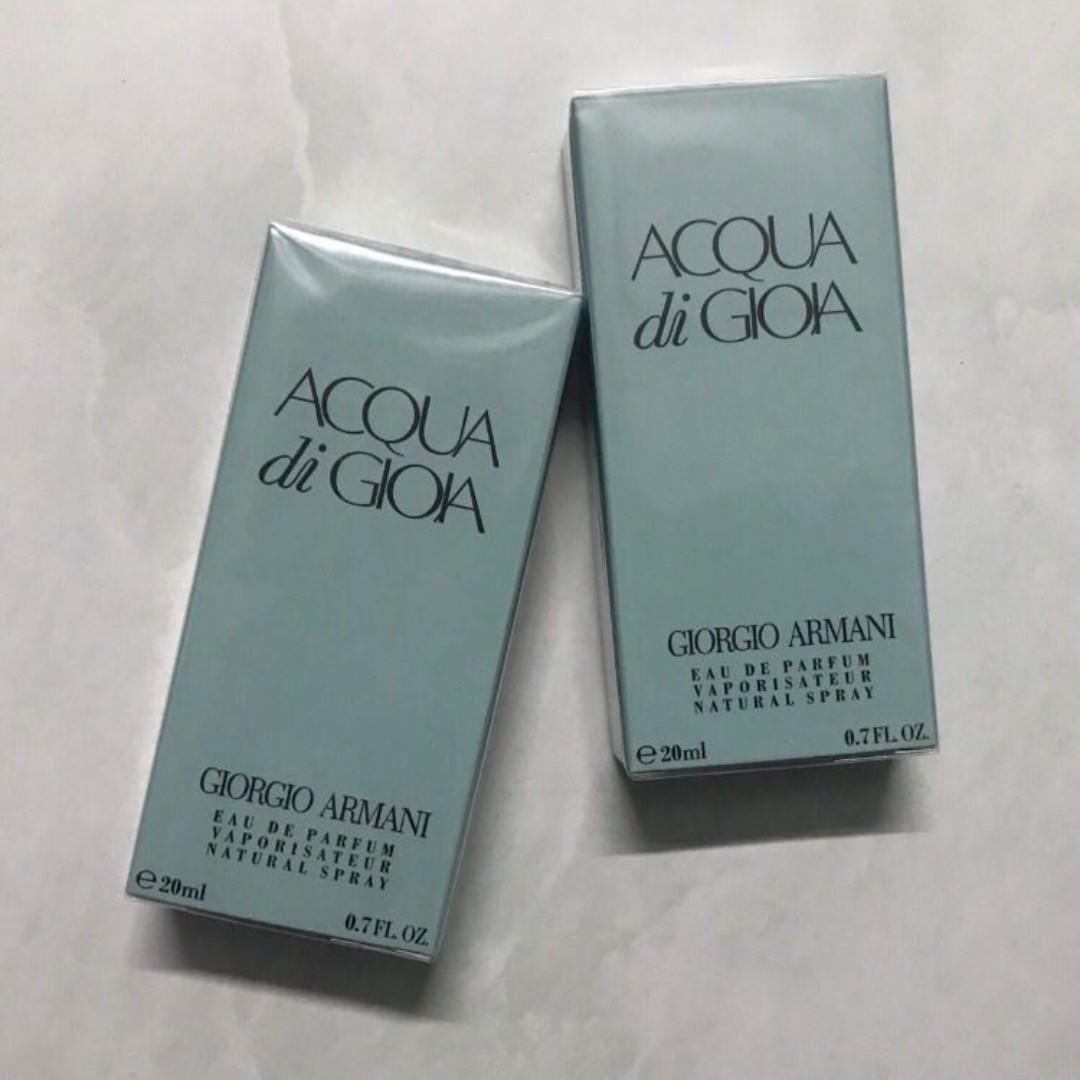 ACQUA
di GIOIA
GIORGIO ARMANI
EAU DE PARFUM
VAPORISATEUR
NATURAL SPRAY
℮20ml
0.7 FL. OZ.
ACQUA
di GIOIA
GIORGIO ARMANI
EAU DE PARFUM
VAPORISATEUR
NATURAL SPRAY
℮20ml
0.7 FL. OZ.